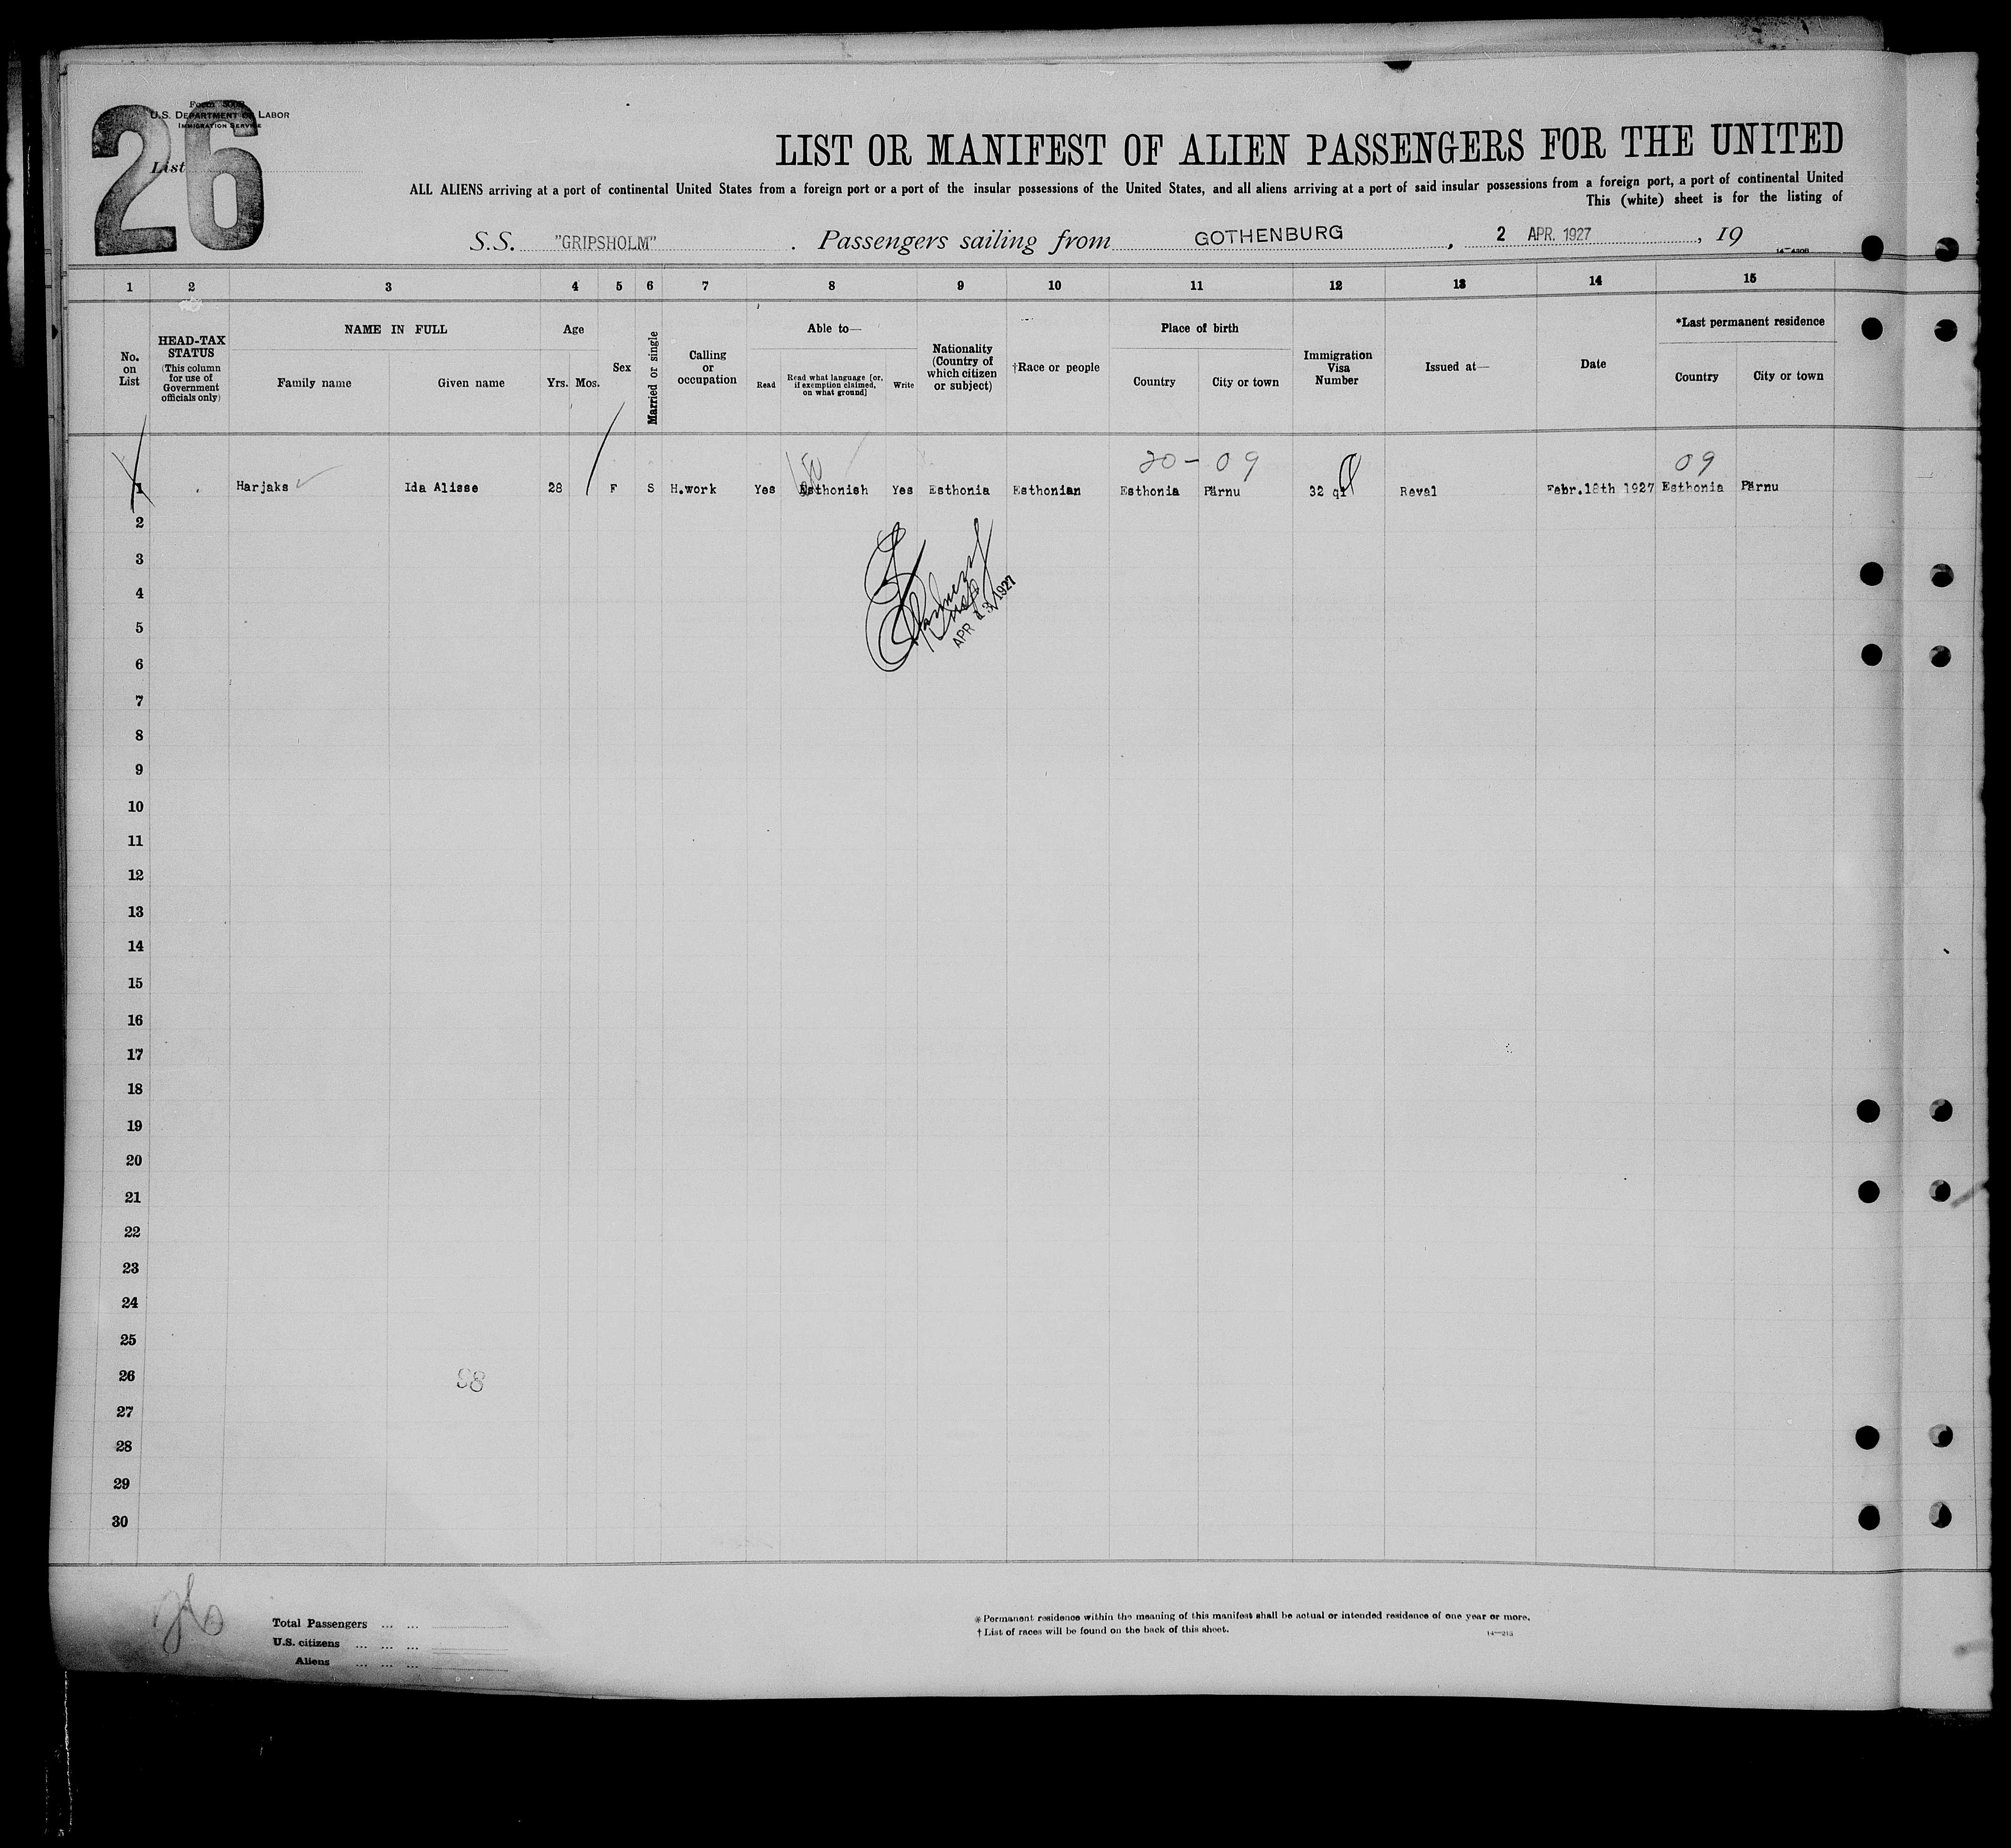 26
U.S. DEPARTMENT OF LABOR
IMMIGRATION SERVICE
List
LIST OR MANIFEST OF ALIEN PASSENGERS FOR THE UNITED
ALL ALIENS arriving at a port of continental United States from a foreign port or a port of the insular possessions of the United States, and all aliens arriving at a port of said insular possessions from a foreign port, a port of continental United
This (white) sheet is for the listing of
S.S. "GRIPSHOLM" . Passengers sailing from GOTHENBURG , 2 APR. 1927 , 19
1 2 3 4 5 6 7 8 9 10 11 12 13 14 15
No. on List
HEAD-TAX STATUS (This column for use of Government officials only)
NAME IN FULL
Family name Given name
Age
Yrs. Mos.
Sex
Married or single
Calling or occupation
Able to—
Read
Read what language [or, if exemption claimed, on what ground]
Write
Nationality (Country of which citizen or subject)
†Race or people
Place of birth
Country City or town
Immigration Visa Number
Issued at—
Date
*Last permanent residence
Country City or town
20-09 09
1 Harjaks Ida Alisse 28 F S H.work Yes Esthonish Yes Esthonia Esthonian Esthonia Pärnu 32 Reval Febr.18th 1927 Esthonia Pärnu
2
3
4
APR 13 1927
5
6
7
8
9
10
11
12
13
14
15
16
17
18
19
20
21
22
23
24
25
26
27
28
29
30
26
Total Passengers ... ...
U.S. citizens ... ... ...
Aliens ... ... ...
*Permanent residence within the meaning of this manifest shall be actual or intended residence of one year or more.
†List of races will be found on the back of this sheet.